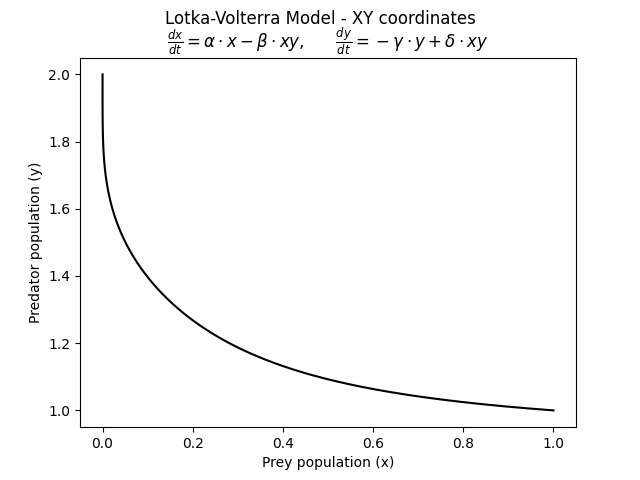 Lotka-Volterra Model - XY coordinates
dx/dt = α · x − β · xy,   dy/dt = −γ · y + δ · xy
2.0
1.8
1.6
1.4
1.2
1.0
Predator population (y)
0.0 0.2 0.4 0.6 0.8 1.0
Prey population (x)